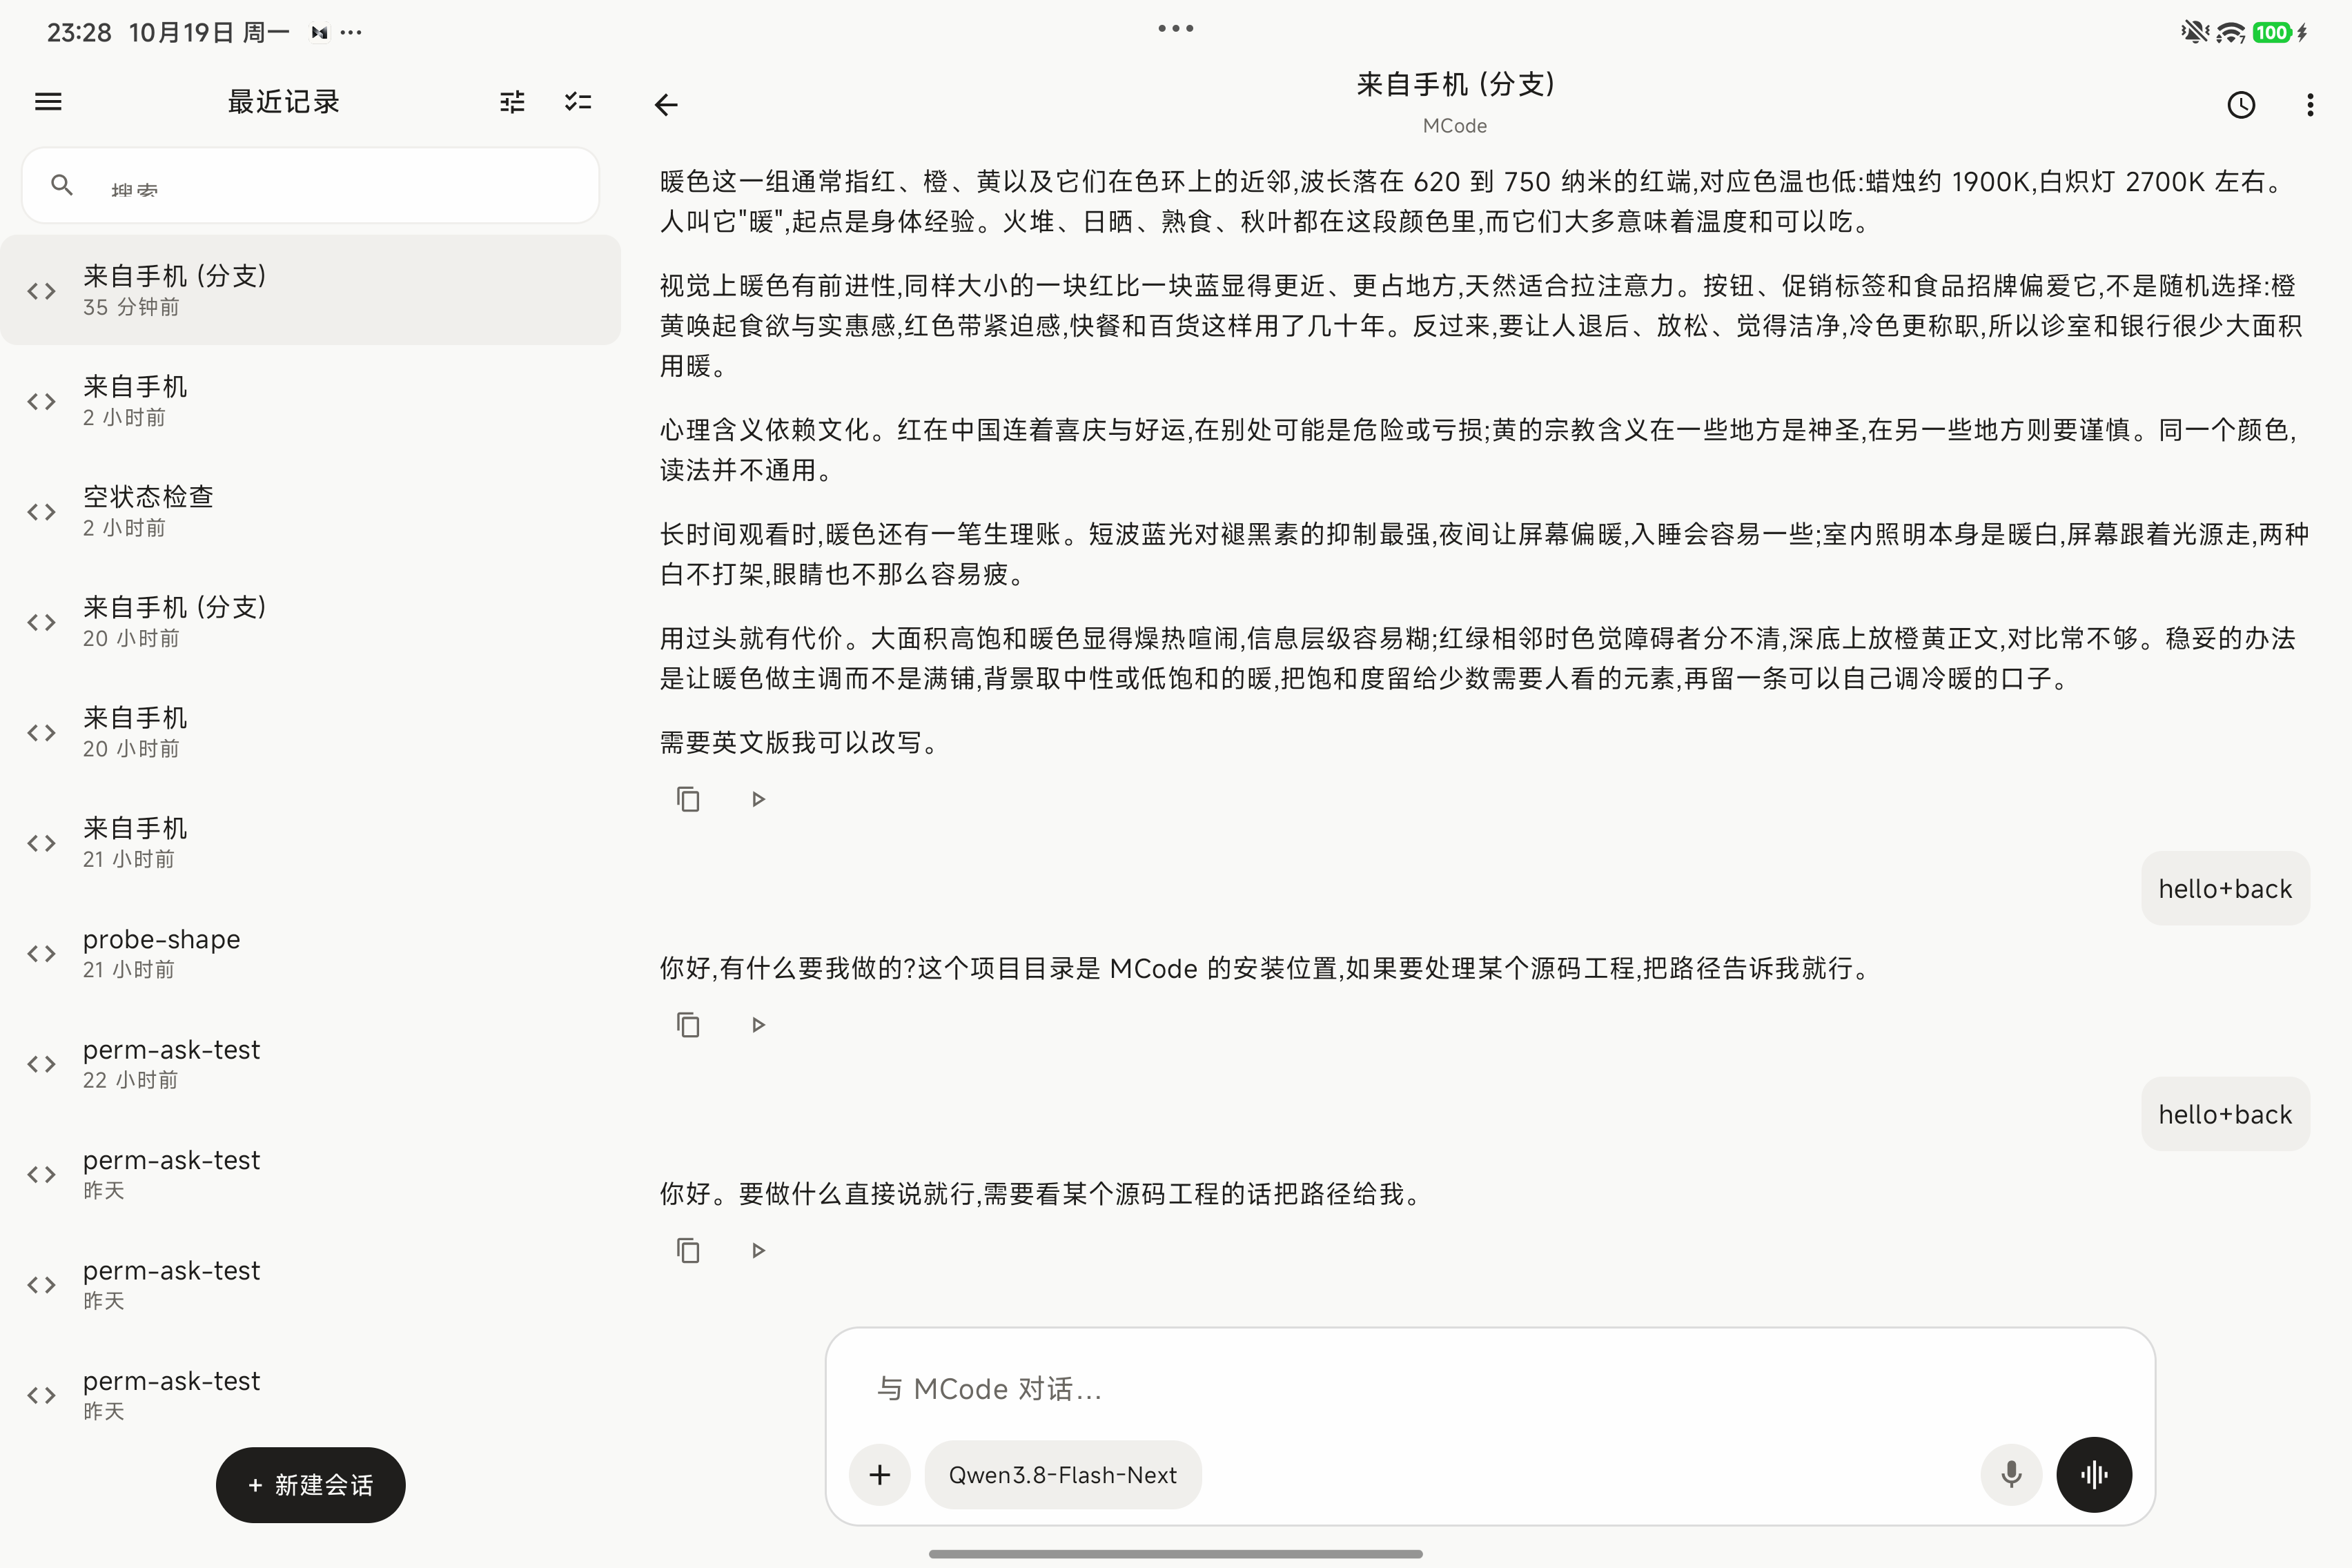 23:28 10月19日 周一
100
最近记录
搜索
来自手机 (分支)
35 分钟前
来自手机
2 小时前
空状态检查
2 小时前
来自手机 (分支)
20 小时前
来自手机
20 小时前
来自手机
21 小时前
probe-shape
21 小时前
perm-ask-test
22 小时前
perm-ask-test
昨天
perm-ask-test
昨天
perm-ask-test
昨天
+ 新建会话
来自手机 (分支)
MCode
暖色这一组通常指红、橙、黄以及它们在色环上的近邻,波长落在 620 到 750 纳米的红端,对应色温也低:蜡烛约 1900K,白炽灯 2700K 左右。
人叫它"暖",起点是身体经验。火堆、日晒、熟食、秋叶都在这段颜色里,而它们大多意味着温度和可以吃。
视觉上暖色有前进性,同样大小的一块红比一块蓝显得更近、更占地方,天然适合拉注意力。按钮、促销标签和食品招牌偏爱它,不是随机选择:橙
黄唤起食欲与实惠感,红色带紧迫感,快餐和百货这样用了几十年。反过来,要让人退后、放松、觉得洁净,冷色更称职,所以诊室和银行很少大面积
用暖。
心理含义依赖文化。红在中国连着喜庆与好运,在别处可能是危险或亏损;黄的宗教含义在一些地方是神圣,在另一些地方则要谨慎。同一个颜色,
读法并不通用。
长时间观看时,暖色还有一笔生理账。短波蓝光对褪黑素的抑制最强,夜间让屏幕偏暖,入睡会容易一些;室内照明本身是暖白,屏幕跟着光源走,两种
白不打架,眼睛也不那么容易疲。
用过头就有代价。大面积高饱和暖色显得燥热喧闹,信息层级容易糊;红绿相邻时色觉障碍者分不清,深底上放橙黄正文,对比常不够。稳妥的办法
是让暖色做主调而不是满铺,背景取中性或低饱和的暖,把饱和度留给少数需要人看的元素,再留一条可以自己调冷暖的口子。
需要英文版我可以改写。
hello+back
你好,有什么要我做的?这个项目目录是 MCode 的安装位置,如果要处理某个源码工程,把路径告诉我就行。
hello+back
你好。要做什么直接说就行,需要看某个源码工程的话把路径给我。
与 MCode 对话...
Qwen3.8-Flash-Next